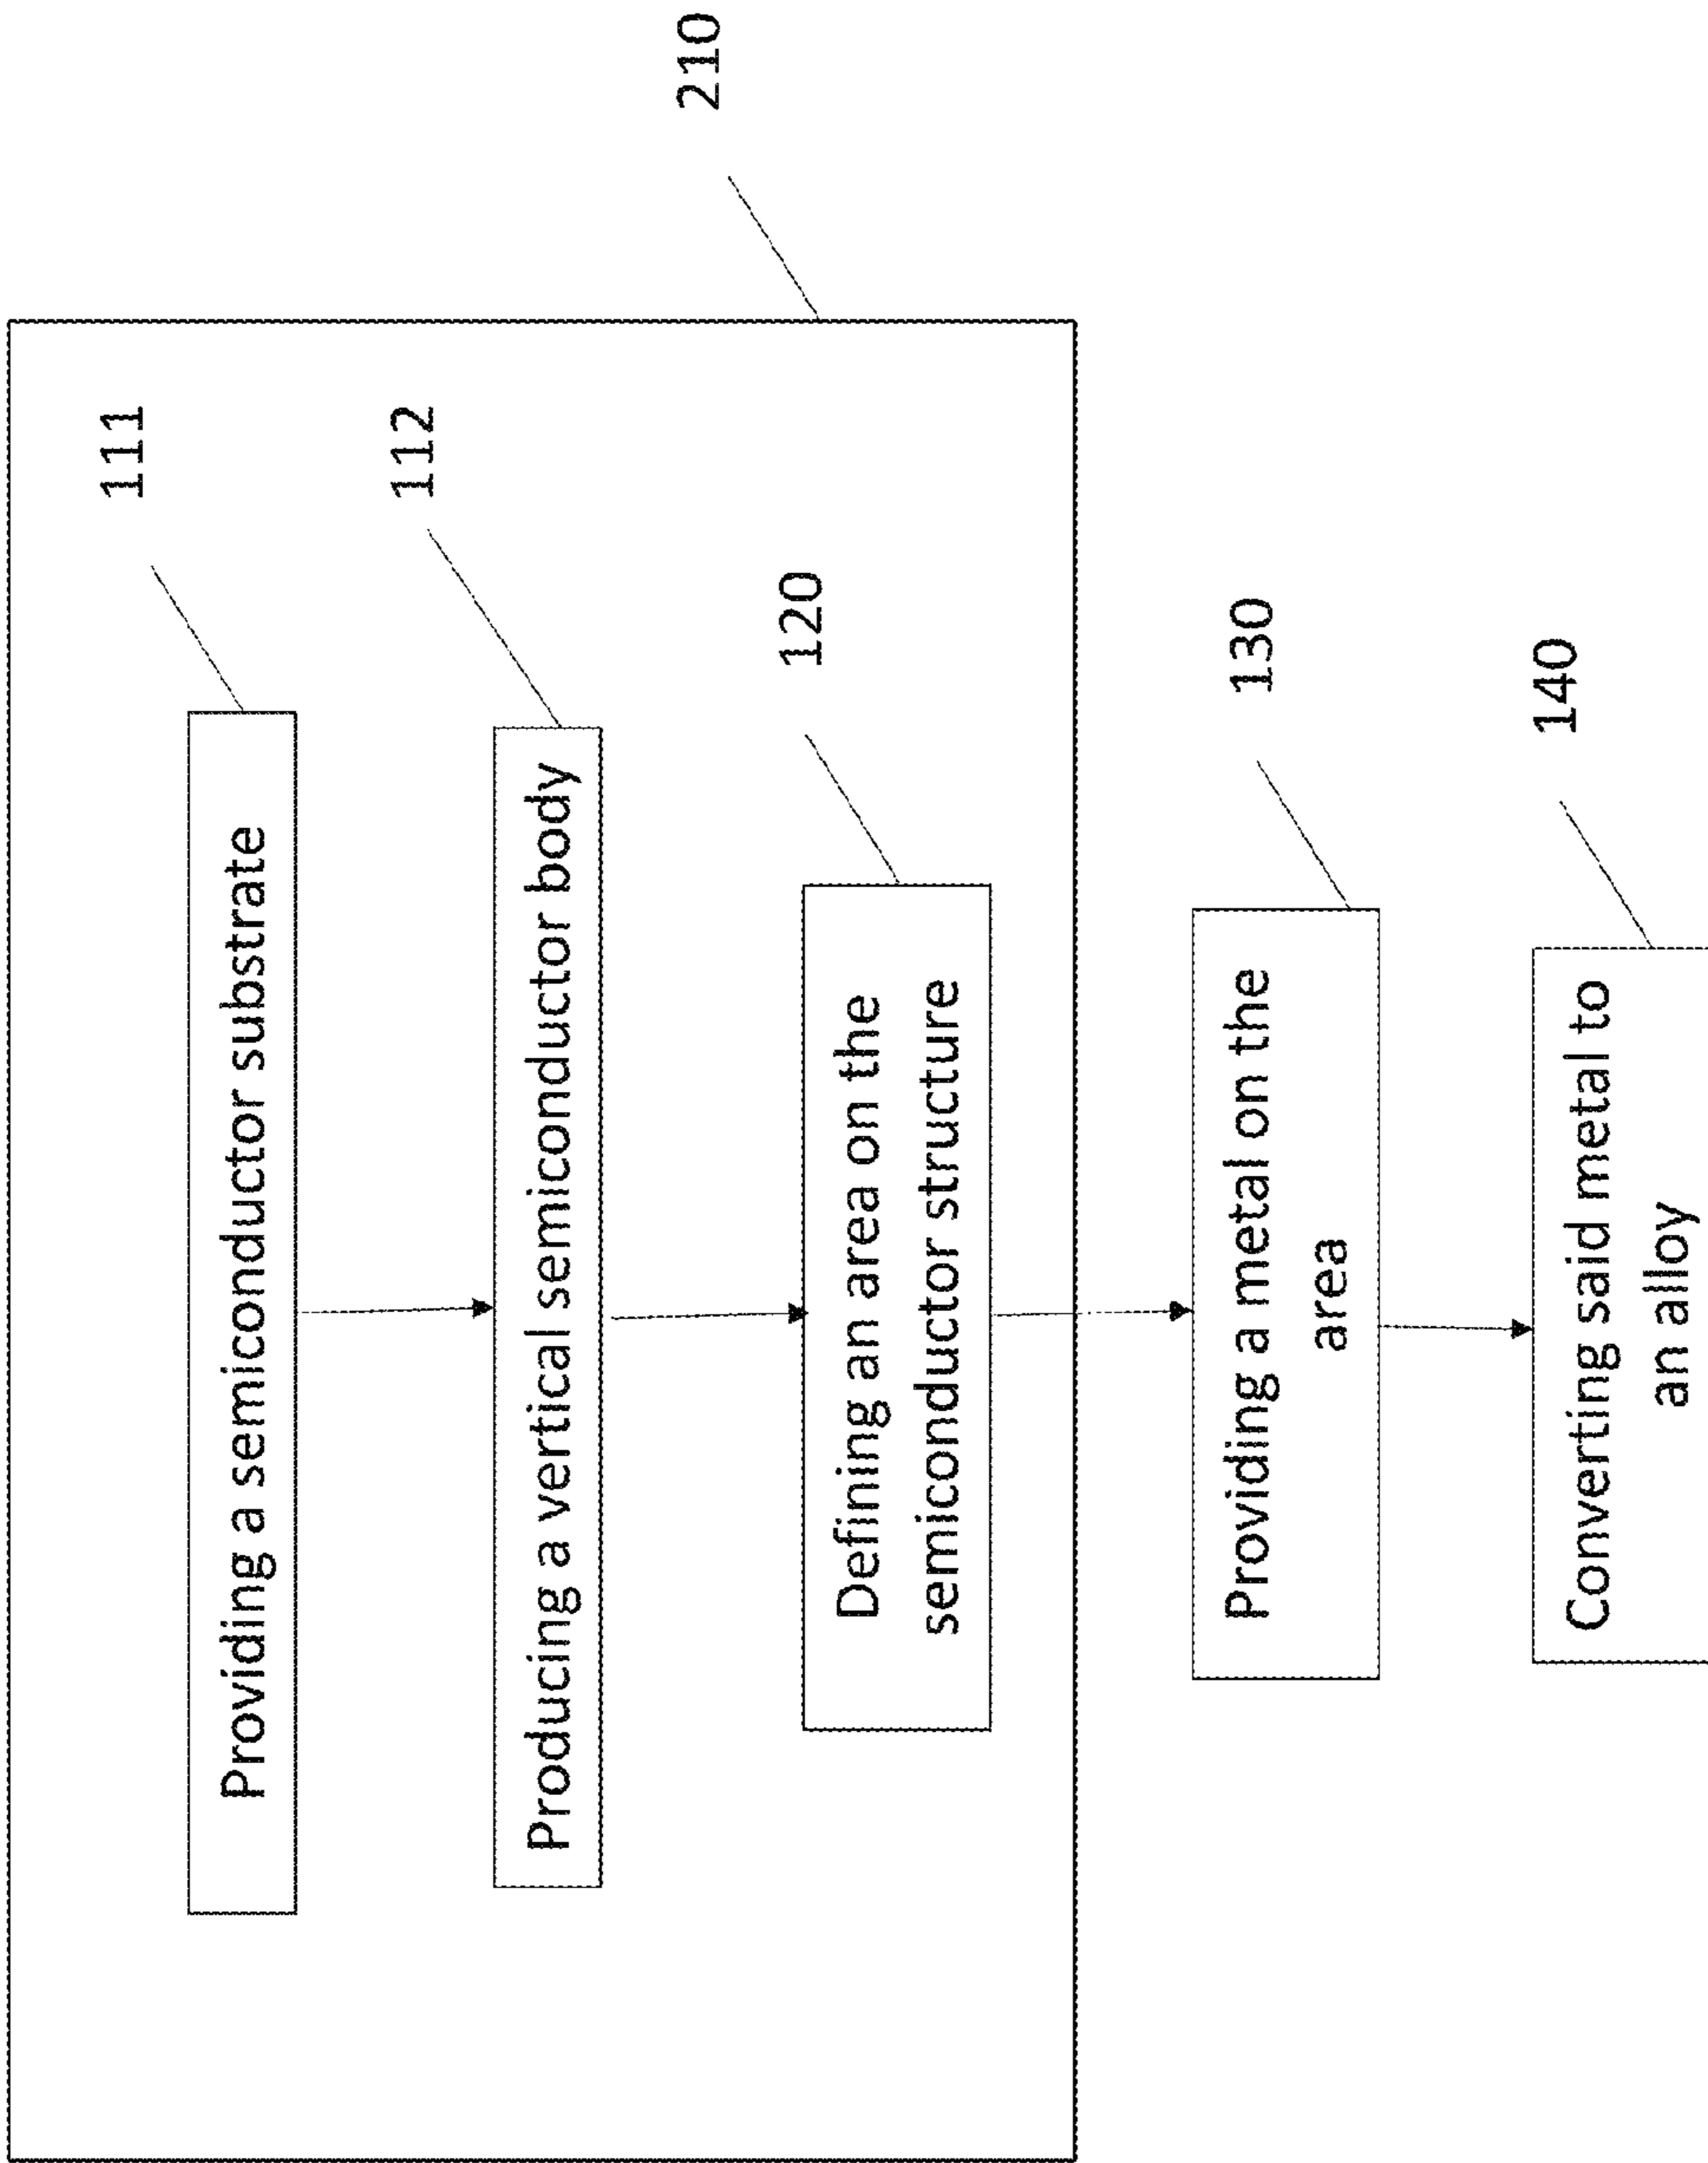 210
111
Providing a semiconductor substrate
112
Producing a vertical semiconductor body
120
Defining an area on the
semiconductor structure
130
Providing a metal on the
area
140
Converting said metal to
an alloy